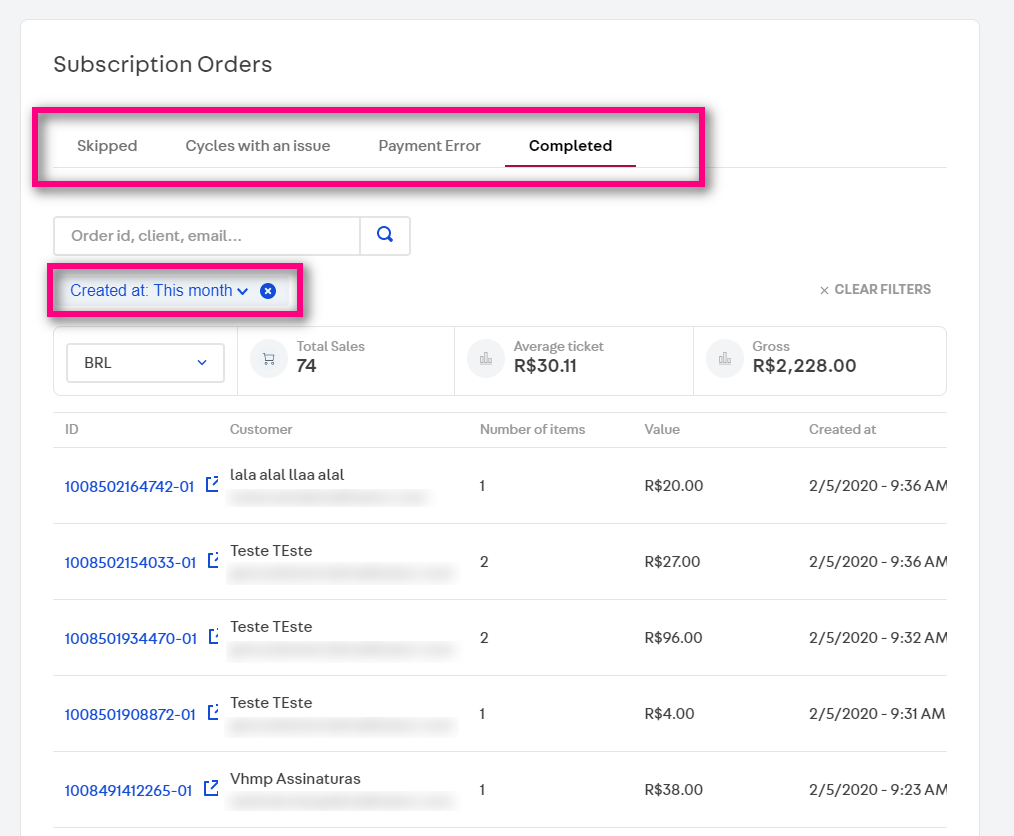 Subscription Orders
Skipped Cycles with an issue Payment Error Completed
Order id, client, email...
Created at: This month
CLEAR FILTERS
BRL
Total Sales
74
Average ticket
R$30.11
Gross
R$2,228.00
ID Customer Number of items Value Created at
1008502164742-01 lala alal llaa alal 1 R$20.00 2/5/2020 - 9:36 AM
1008502154033-01 Teste TEste 2 R$27.00 2/5/2020 - 9:36 AM
1008501934470-01 Teste TEste 2 R$96.00 2/5/2020 - 9:32 AM
1008501908872-01 Teste TEste 1 R$4.00 2/5/2020 - 9:31 AM
1008491412265-01 Vhmp Assinaturas 1 R$38.00 2/5/2020 - 9:23 AM